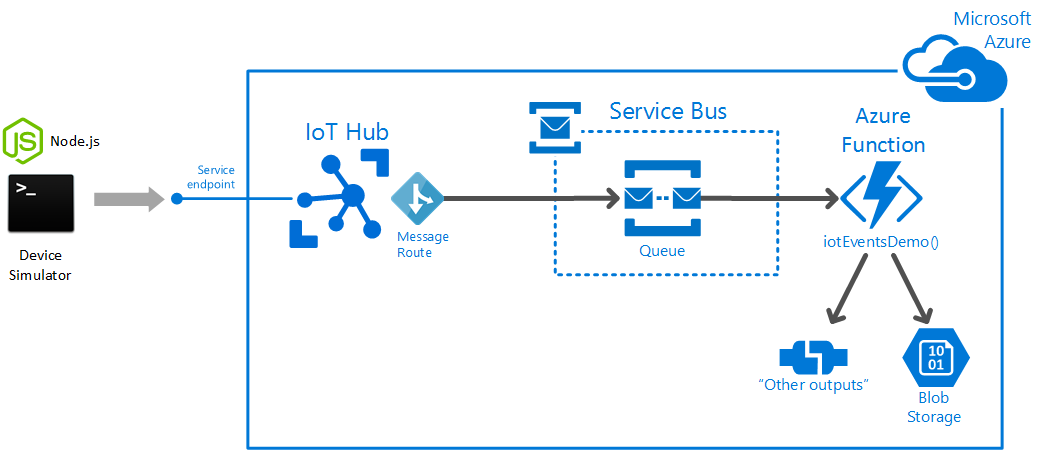 Microsoft
Azure
JS
Node.js
>_
Device
Simulator
Service
endpoint
IoT Hub
Message
Route
Service Bus
Queue
Azure
Function
iotEventsDemo()
“Other outputs”
10
01
Blob
Storage